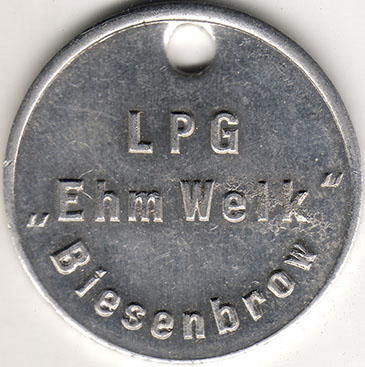 LPG
„Ehm Welk“
Biesenbrow